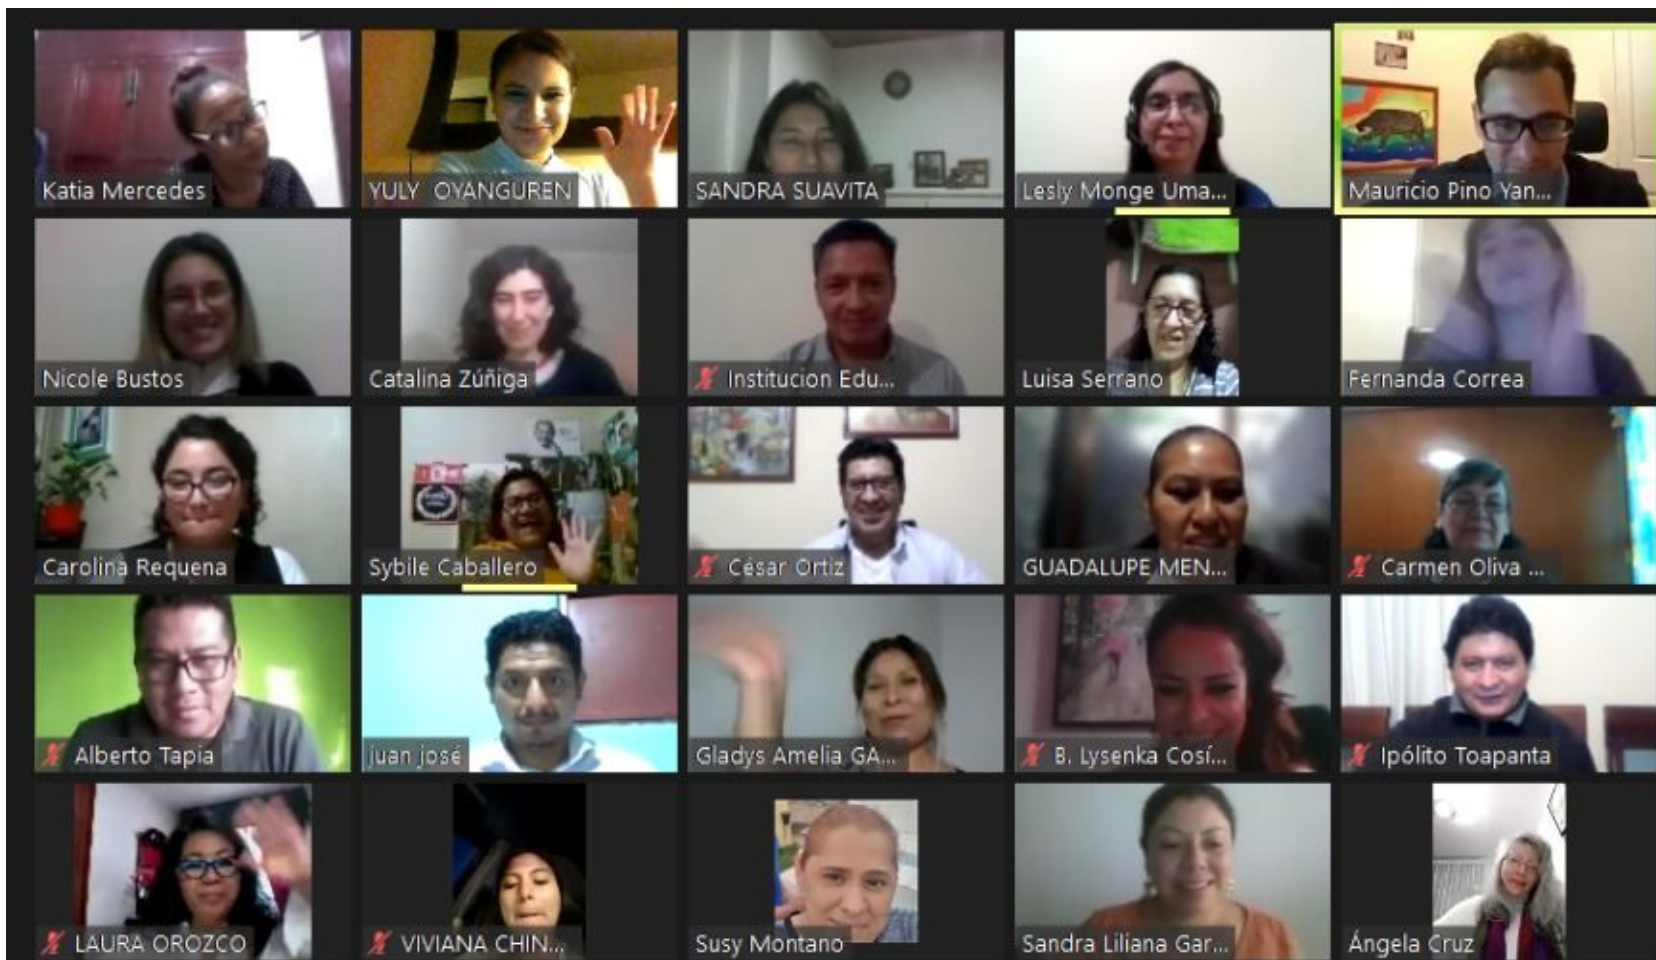 Katia Mercedes
YULY OYANGUREN
SANDRA SUAVITA
Lesly Monge Uma...
Mauricio Pino Yan...
Nicole Bustos
Catalina Zúñiga
Institucion Edu...
Luisa Serrano
Fernanda Correa
Carolina Requena
Sybile Caballero
César Ortiz
GUADALUPE MEN...
Carmen Oliva ...
Alberto Tapia
juan josé
Gladys Amelia GA...
B. Lysenka Cosí...
Ipólito Toapanta
LAURA OROZCO
VIVIANA CHIN...
Susy Montano
Sandra Liliana Gar...
Ángela Cruz